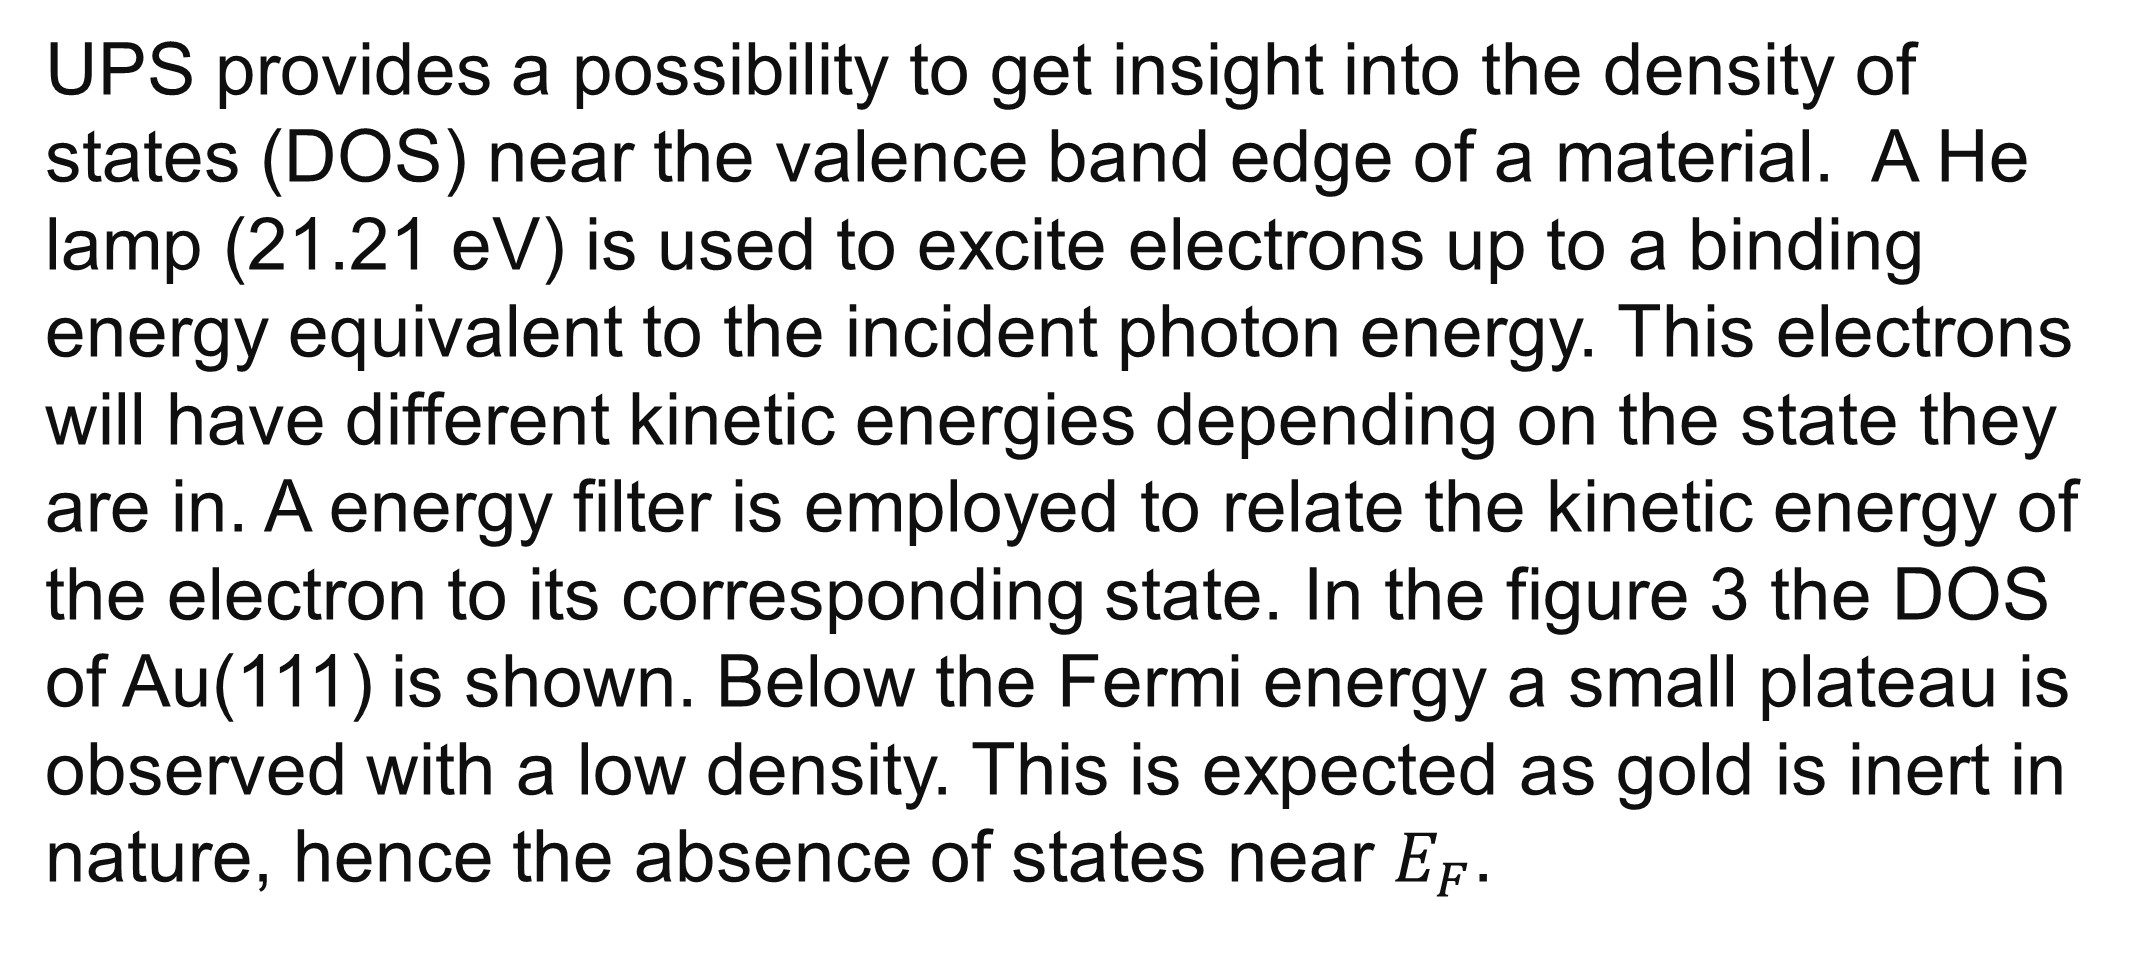 UPS provides a possibility to get insight into the density of
states (DOS) near the valence band edge of a material.  A He
lamp (21.21 eV) is used to excite electrons up to a binding
energy equivalent to the incident photon energy. This electrons
will have different kinetic energies depending on the state they
are in. A energy filter is employed to relate the kinetic energy of
the electron to its corresponding state. In the figure 3 the DOS
of Au(111) is shown. Below the Fermi energy a small plateau is
observed with a low density. This is expected as gold is inert in
nature, hence the absence of states near E_F.